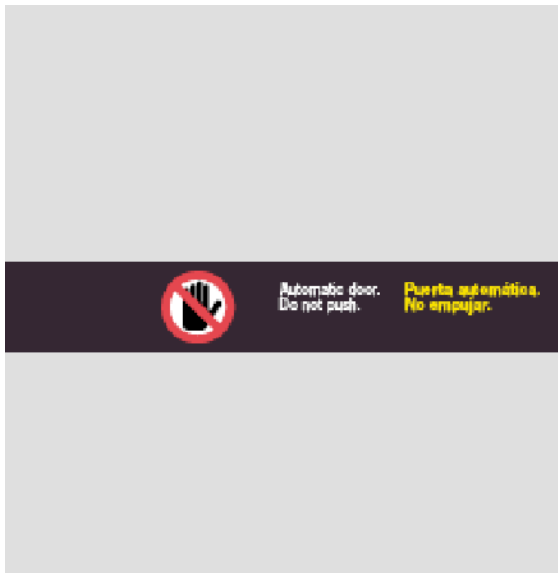 Automatic door.
Do not push.
Puerta automática.
No empujar.